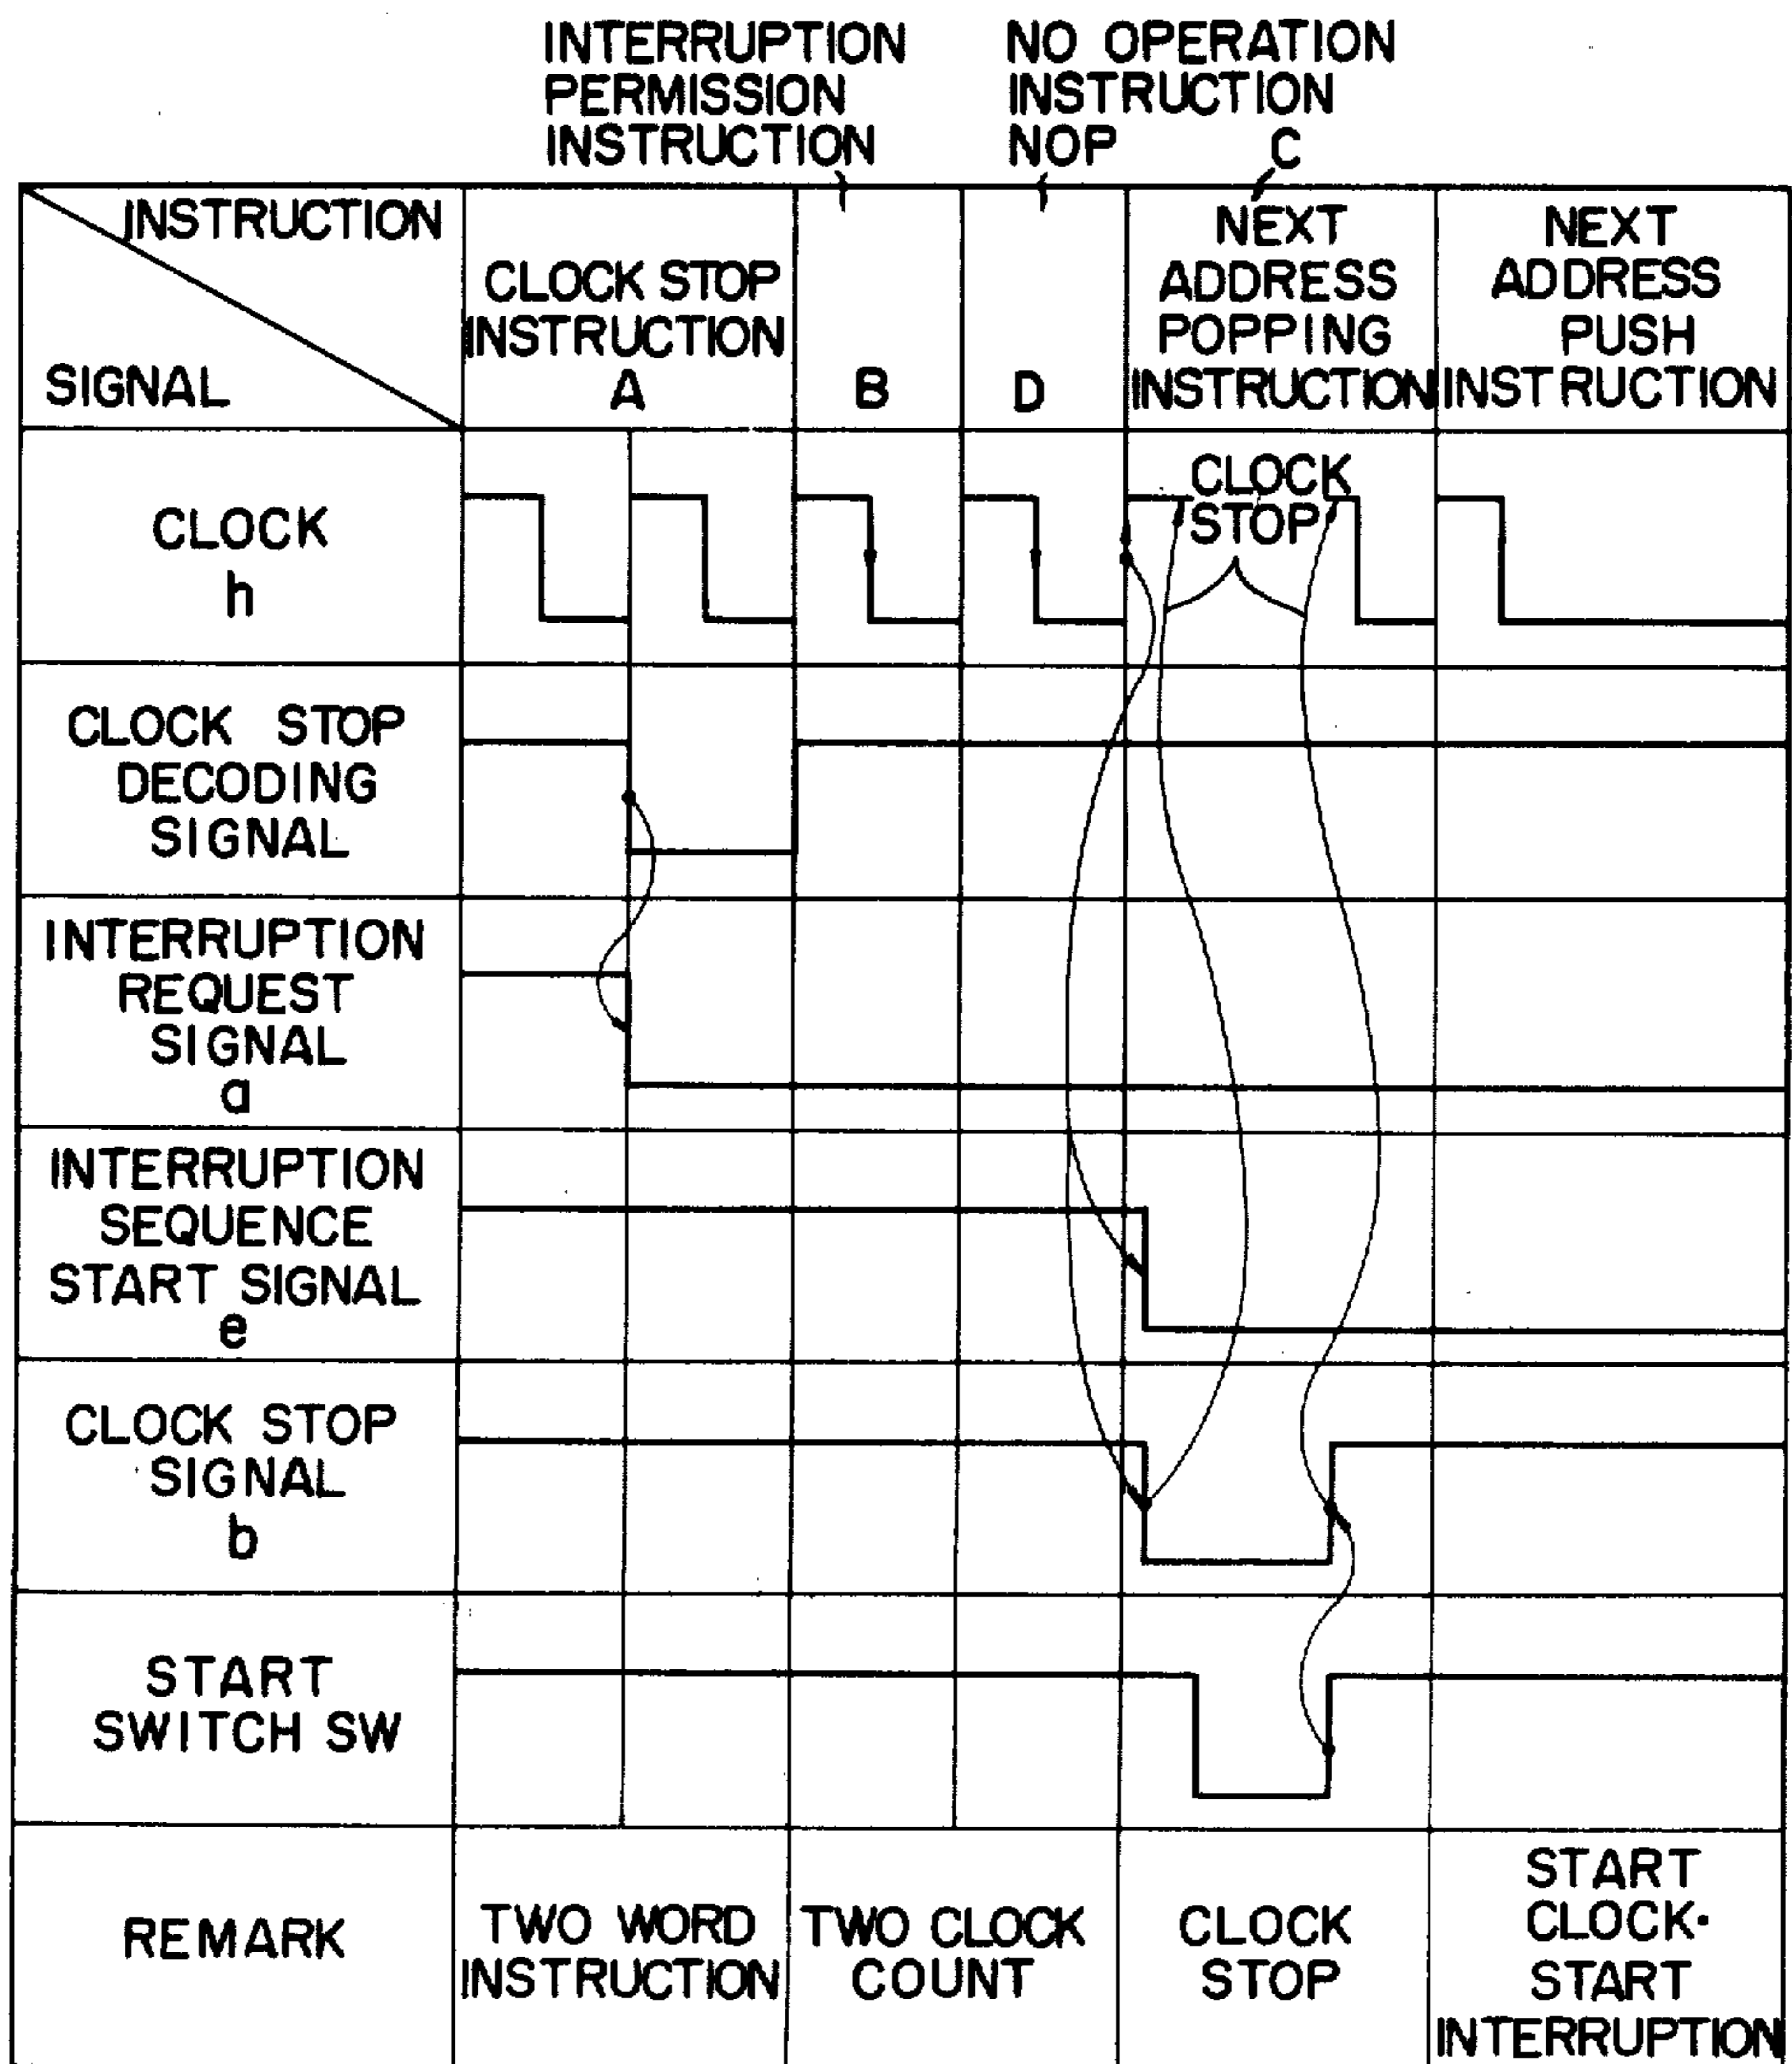 INTERRUPTION
PERMISSION
INSTRUCTION
NO OPERATION
INSTRUCTION
NOP
C
INSTRUCTION
SIGNAL
CLOCK STOP
INSTRUCTION
A
B
D
NEXT
ADDRESS
POPPING
INSTRUCTION
NEXT
ADDRESS
PUSH
INSTRUCTION
CLOCK
h
CLOCK
STOP
CLOCK STOP
DECODING
SIGNAL
INTERRUPTION
REQUEST
SIGNAL
a
INTERRUPTION
SEQUENCE
START SIGNAL
e
CLOCK STOP
SIGNAL
b
START
SWITCH SW
REMARK
TWO WORD
INSTRUCTION
TWO CLOCK
COUNT
CLOCK
STOP
START
CLOCK·
START
INTERRUPTION